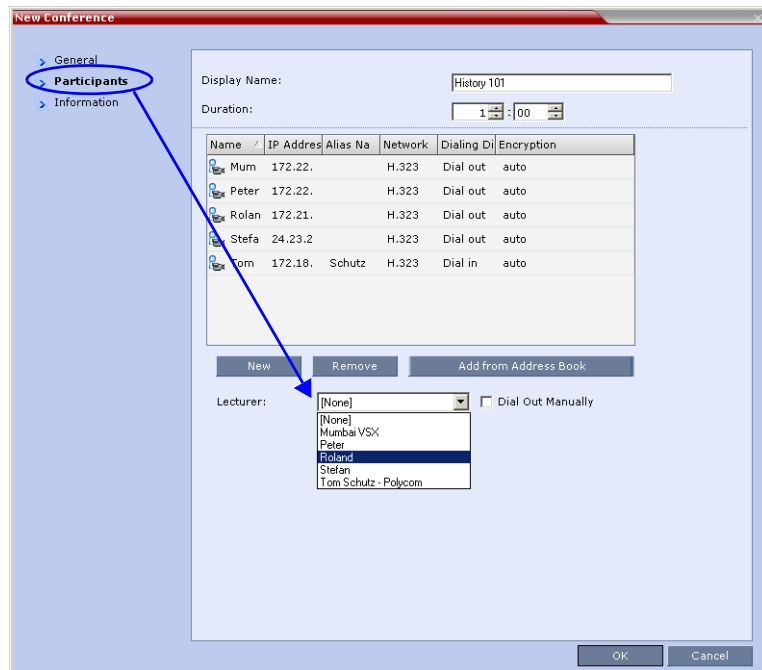 New Conference
General
Participants
Information
Display Name: History 101
Duration: 1 : 00
Name IP Addres Alias Na Network Dialing Di Encryption
Mum 172.22. H.323 Dial out auto
Peter 172.22. H.323 Dial out auto
Rolan 172.21. H.323 Dial out auto
Stefa 24.23.2 H.323 Dial out auto
Tom 172.18. Schutz H.323 Dial in auto
New Remove Add from Address Book
Lecturer: [None] Dial Out Manually
[None]
Mumbai VSX
Peter
Roland
Stefan
Tom Schutz - Polycom
OK Cancel